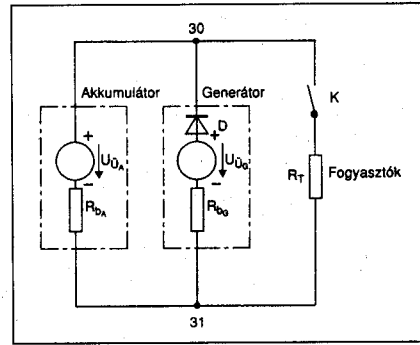 30
Akkumulátor
Generátor
K
+
D
+
U_ÜA
U_ÜG
R_T
Fogyasztók
−
−
R_bA
R_bG
31